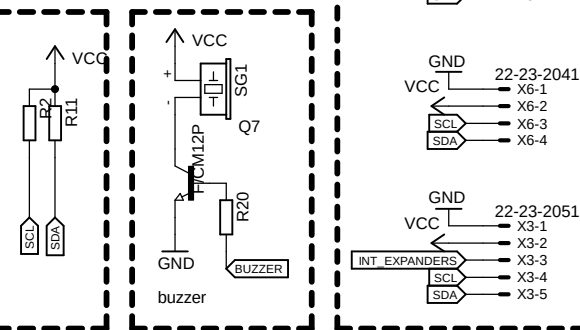 VCC
R2
R11
SCL
SDA
VCC
+
-
SG1
Q7
F/CM12P
R20
GND
BUZZER
buzzer
GND
VCC
22-23-2041
X6-1
X6-2
SCL
X6-3
SDA
X6-4
GND
VCC
22-23-2051
X3-1
X3-2
INT_EXPANDERS
X3-3
SCL
X3-4
SDA
X3-5